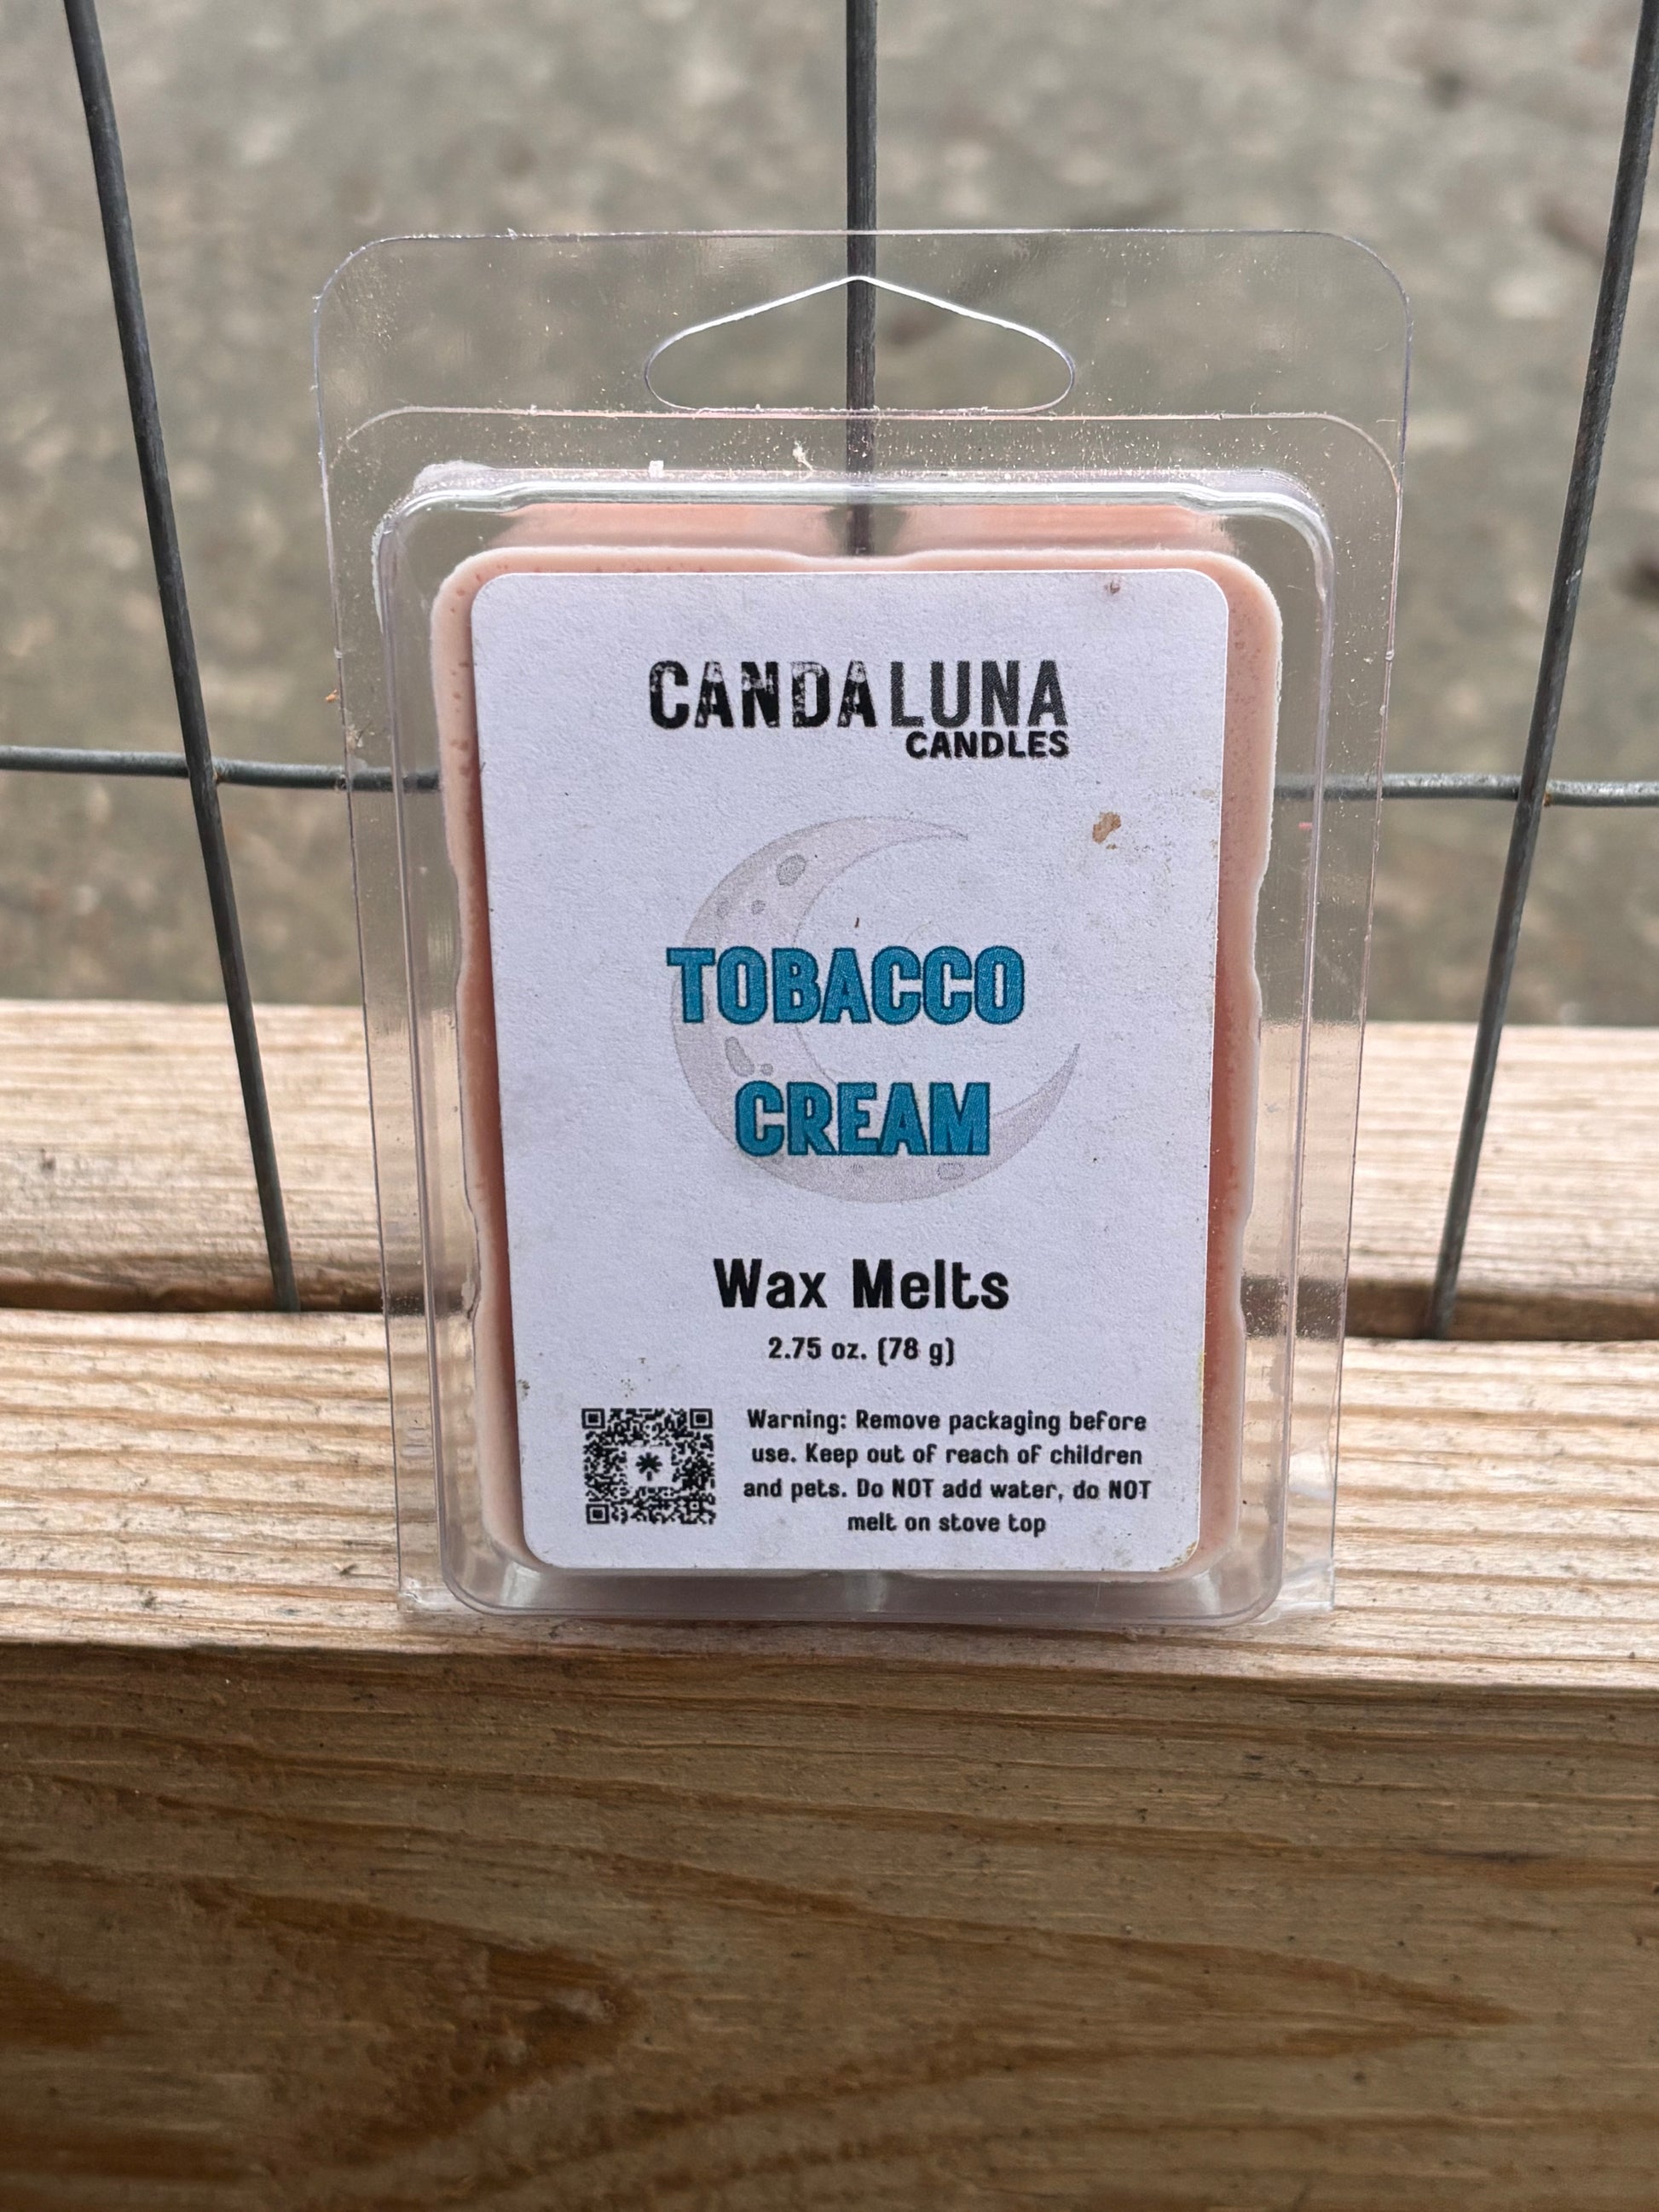 CANDALUNA
CANDLES
TOBACCO
CREAM
Wax Melts
2.75 oz. (78 g)
Warning: Remove packaging before
use. Keep out of reach of children
and pets. Do NOT add water, do NOT
melt on stove top